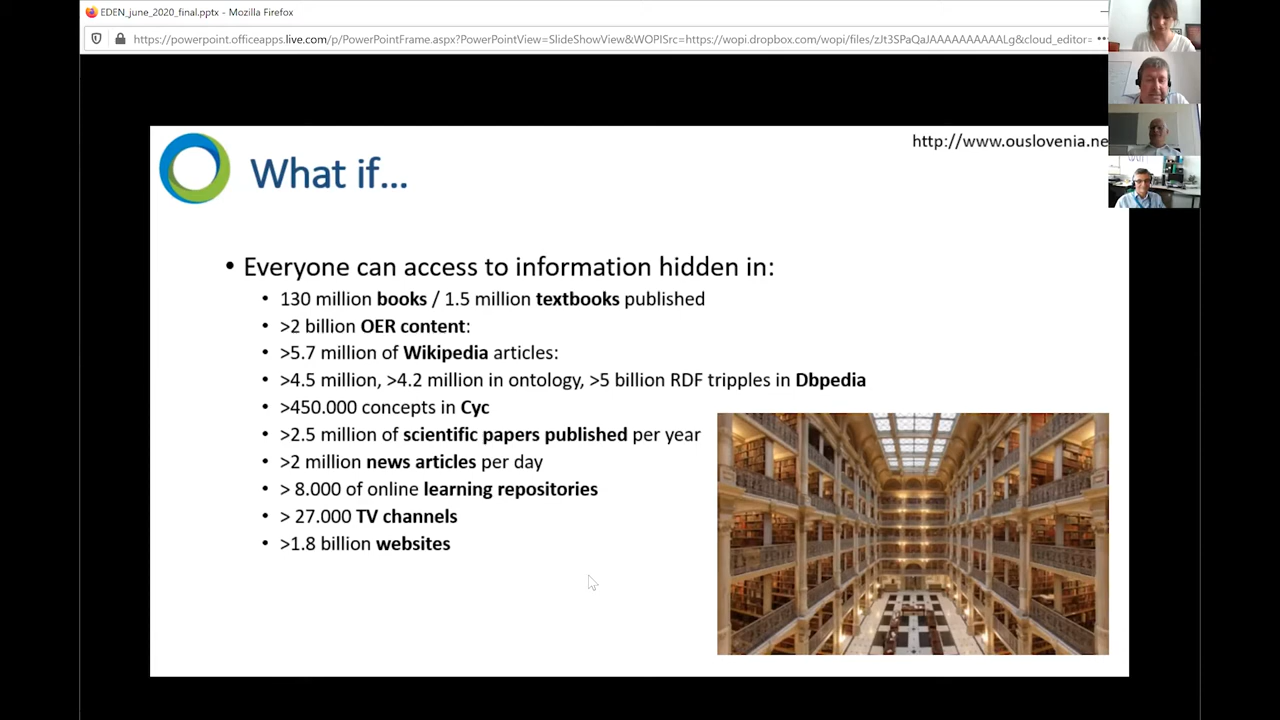 EDEN_june_2020_final.pptx - Mozilla Firefox
https://powerpoint.officeapps.live.com/p/PowerPointFrame.aspx?PowerPointView=SlideShowView&WOPISrc=https://wopi.dropbox.com/wopi/files/zJt3SPaQaJAAAAAAAAAALg&cloud_editor=
http://www.ouslovenia.ne
What if...
• Everyone can access to information hidden in:
• 130 million books / 1.5 million textbooks published
• >2 billion OER content:
• >5.7 million of Wikipedia articles:
• >4.5 million, >4.2 million in ontology, >5 billion RDF tripples in Dbpedia
• >450.000 concepts in Cyc
• >2.5 million of scientific papers published per year
• >2 million news articles per day
• > 8.000 of online learning repositories
• > 27.000 TV channels
• >1.8 billion websites